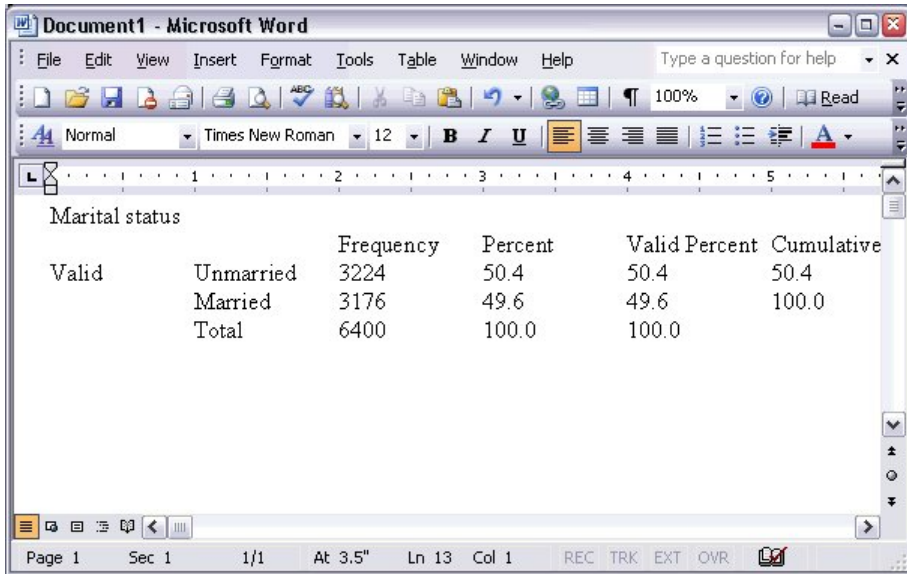 Document1 - Microsoft Word
File Edit View Insert Format Tools Table Window Help Type a question for help
100% Read
Normal Times New Roman 12 B I U A
1 2 3 4 5
Marital status
Frequency Percent Valid Percent Cumulative
Valid Unmarried 3224 50.4 50.4 50.4
Married 3176 49.6 49.6 100.0
Total 6400 100.0 100.0
Page 1 Sec 1 1/1 At 3.5" Ln 13 Col 1 REC TRK EXT OVR